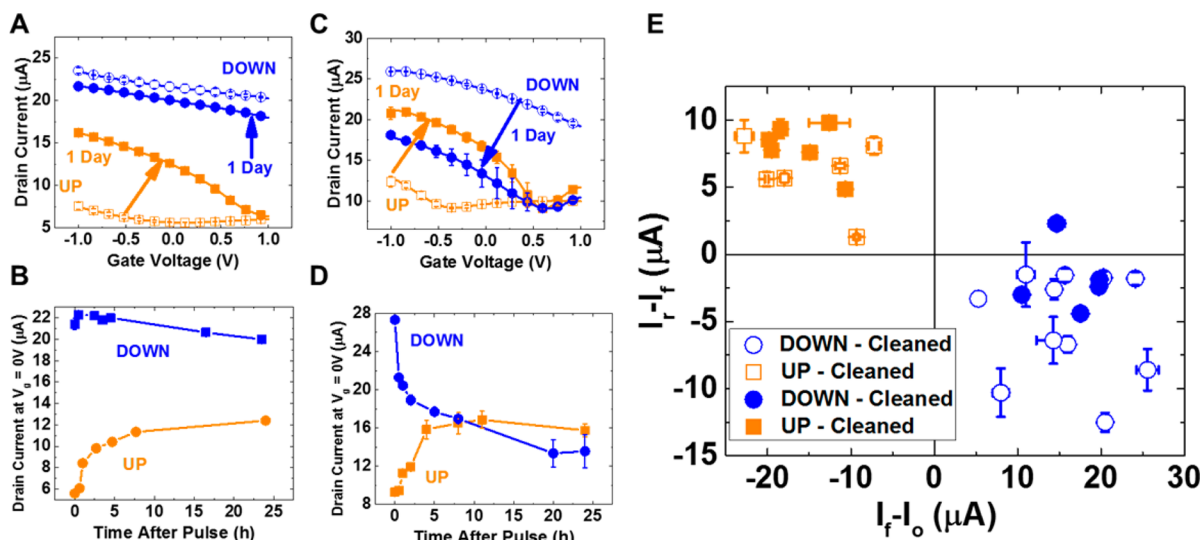 A
Drain Current (µA)
25
20
15
10
5
DOWN
1 Day
1 Day
UP
-1.0 -0.5 0.0 0.5 1.0
Gate Voltage (V)
C
Drain Current (µA)
30
25
20
15
10
5
DOWN
1 Day
1 Day
UP
-1.0 -0.5 0.0 0.5 1.0
Gate Voltage (V)
B
Drain Current at Vg = 0V (µA)
22
20
18
16
14
12
10
8
6
DOWN
UP
0 5 10 15 20 25
Time After Pulse (h)
D
Drain Current at Vg = 0V (µA)
28
24
20
16
12
8
DOWN
UP
0 5 10 15 20 25
Time After Pulse (h)
E
Ir-If (µA)
10
5
0
-5
-10
-15
DOWN - Cleaned
UP - Cleaned
DOWN - Cleaned
UP - Cleaned
-20 -10 0 10 20 30
If-Io (µA)